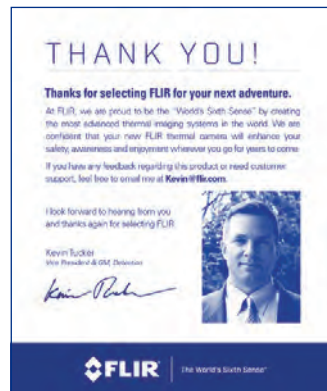 THANK YOU!
Thanks for selecting FLIR for your next adventure.
At FLIR, we are proud to be the "World's Sixth Sense" by creating
the most advanced thermal imaging systems in the world. We are
confident that your new FLIR thermal camera will enhance your
safety, awareness and enjoyment wherever you go for years to come.
If you have any feedback regarding this product or need customer
support, feel free to email me at Kevin@flir.com.
I look forward to hearing from you
and thanks again for selecting FLIR.
Kevin Tucker
Vice President & GM, Detection
FLIR
The World's Sixth Sense™